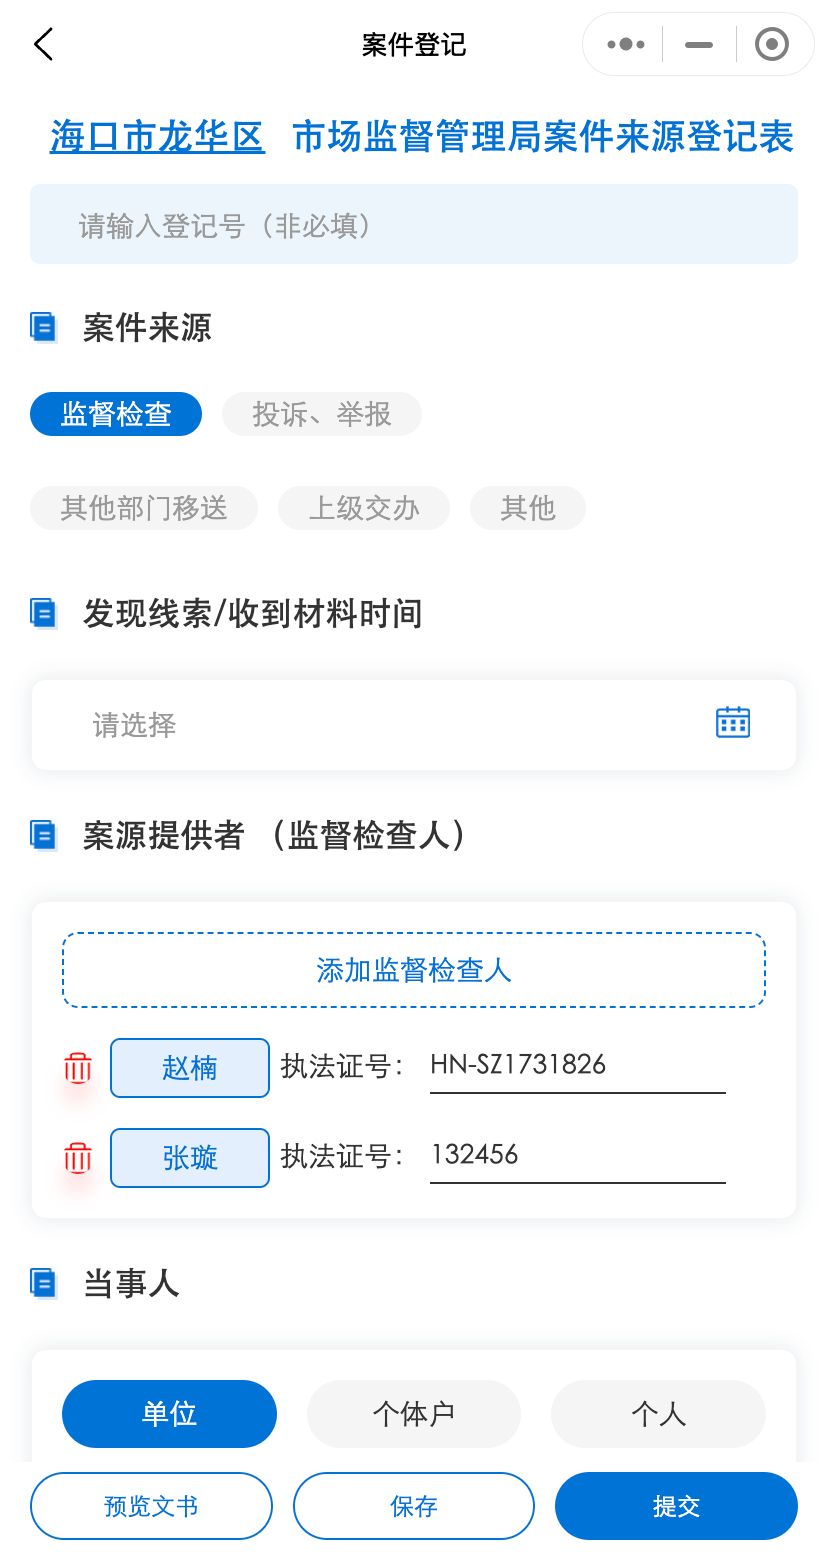 案件登记
海口市龙华区 市场监督管理局案件来源登记表
请输入登记号（非必填）
案件来源
监督检查 投诉、举报
其他部门移送 上级交办 其他
发现线索/收到材料时间
请选择
案源提供者 （监督检查人）
添加监督检查人
赵楠 执法证号： HN-SZ1731826
张璇 执法证号： 132456
当事人
单位 个体户 个人
预览文书 保存 提交